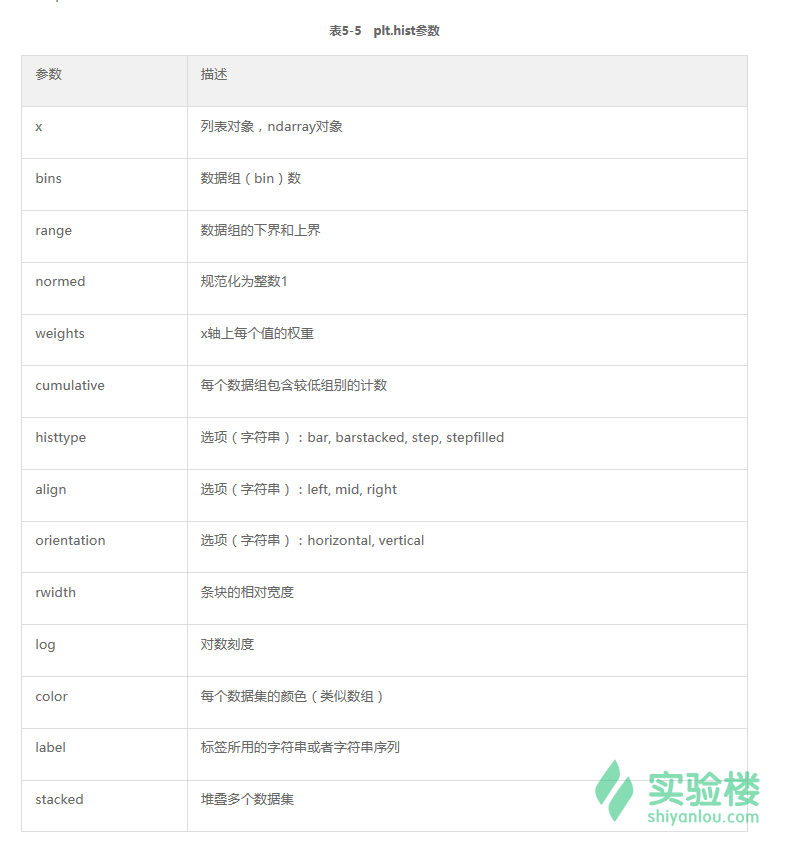 表5-5 plt.hist参数
参数 描述
x 列表对象，ndarray对象
bins 数据组（bin）数
range 数据组的下界和上界
normed 规范化为整数1
weights x轴上每个值的权重
cumulative 每个数据组包含较低组别的计数
histtype 选项（字符串）：bar, barstacked, step, stepfilled
align 选项（字符串）：left, mid, right
orientation 选项（字符串）：horizontal, vertical
rwidth 条块的相对宽度
log 对数刻度
color 每个数据集的颜色（类似数组）
label 标签所用的字符串或者字符串序列
stacked 堆叠多个数据集
实验楼
shiyanlou.com